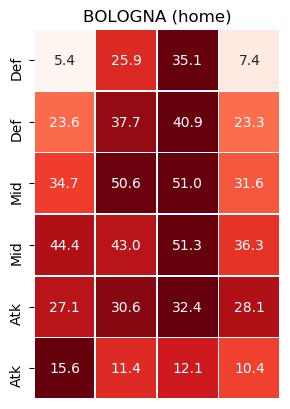 BOLOGNA (home)
Def 5.4 25.9 35.1 7.4
Def 23.6 37.7 40.9 23.3
Mid 34.7 50.6 51.0 31.6
Mid 44.4 43.0 51.3 36.3
Atk 27.1 30.6 32.4 28.1
Atk 15.6 11.4 12.1 10.4